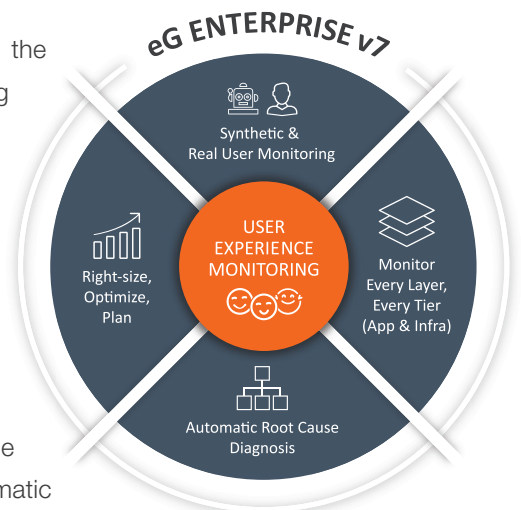 eG ENTERPRISE v7
the
g
Synthetic &
Real User Monitoring
USER
EXPERIENCE
MONITORING
Right-size,
Optimize,
Plan
Monitor
Every Layer,
Every Tier
(App & Infra)
Automatic Root Cause
Diagnosis
e
matic